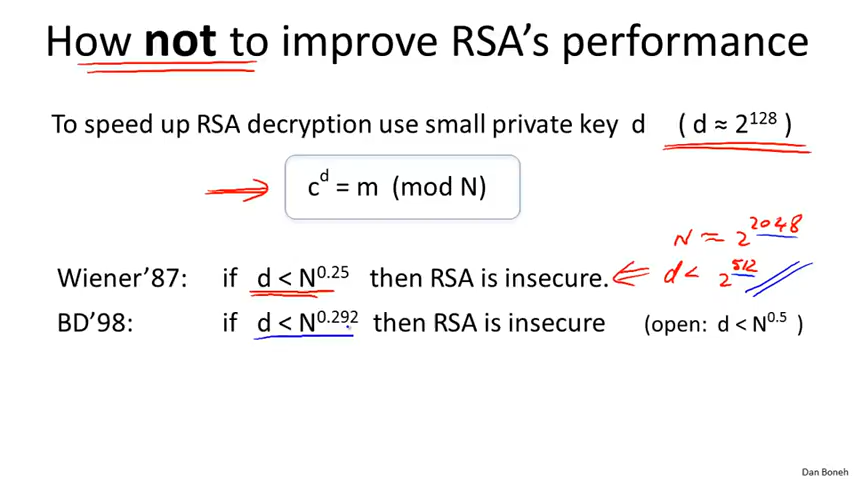 How not to improve RSA's performance
To speed up RSA decryption use small private key d ( d ≈ 2^128 )
c^d = m (mod N)
N ≈ 2^2048
Wiener'87: if d < N^0.25 then RSA is insecure. d < 2^512
BD'98: if d < N^0.292 then RSA is insecure (open: d < N^0.5 )
Dan Boneh